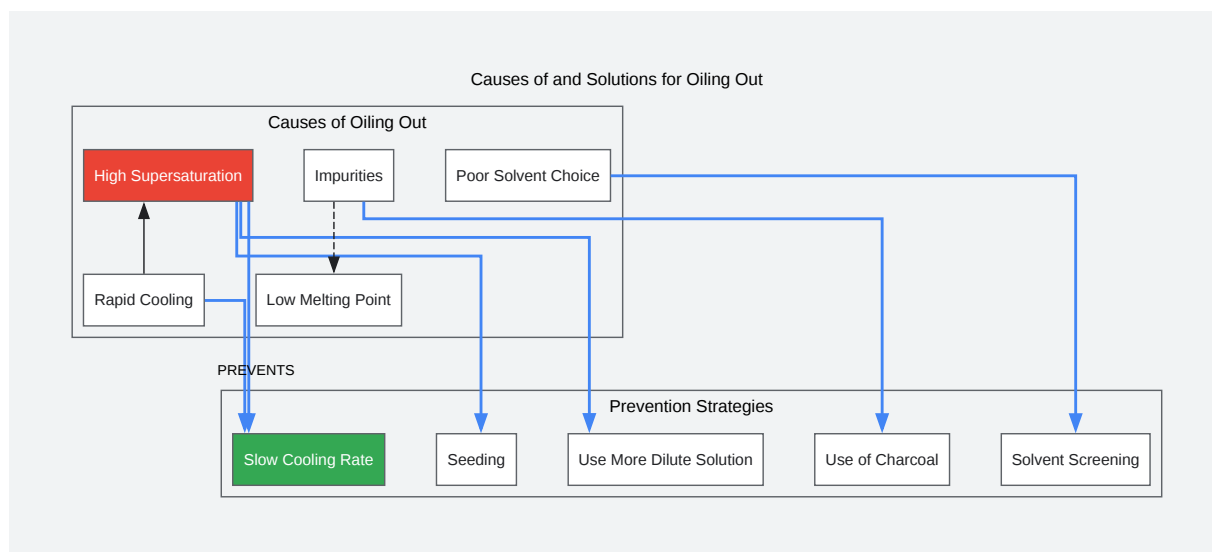 Causes of and Solutions for Oiling Out
Causes of Oiling Out
High Supersaturation
Impurities
Poor Solvent Choice
Rapid Cooling
Low Melting Point
PREVENTS
Prevention Strategies
Slow Cooling Rate
Seeding
Use More Dilute Solution
Use of Charcoal
Solvent Screening